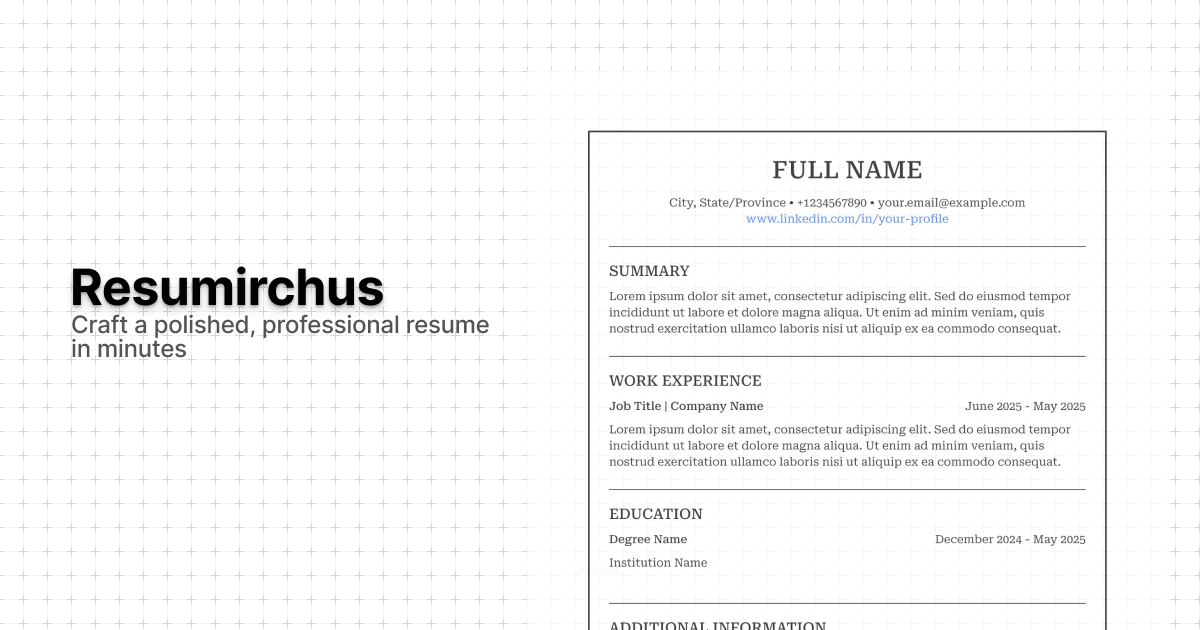 Resumirchus
Craft a polished, professional resume
in minutes
FULL NAME
City, State/Province • +1234567890 • your.email@example.com
www.linkedin.com/in/your-profile
SUMMARY
Lorem ipsum dolor sit amet, consectetur adipiscing elit. Sed do eiusmod tempor
incididunt ut labore et dolore magna aliqua. Ut enim ad minim veniam, quis
nostrud exercitation ullamco laboris nisi ut aliquip ex ea commodo consequat.
WORK EXPERIENCE
Job Title | Company Name June 2025 - May 2025
Lorem ipsum dolor sit amet, consectetur adipiscing elit. Sed do eiusmod tempor
incididunt ut labore et dolore magna aliqua. Ut enim ad minim veniam, quis
nostrud exercitation ullamco laboris nisi ut aliquip ex ea commodo consequat.
EDUCATION
Degree Name December 2024 - May 2025
Institution Name
ADDITIONAL INFORMATION